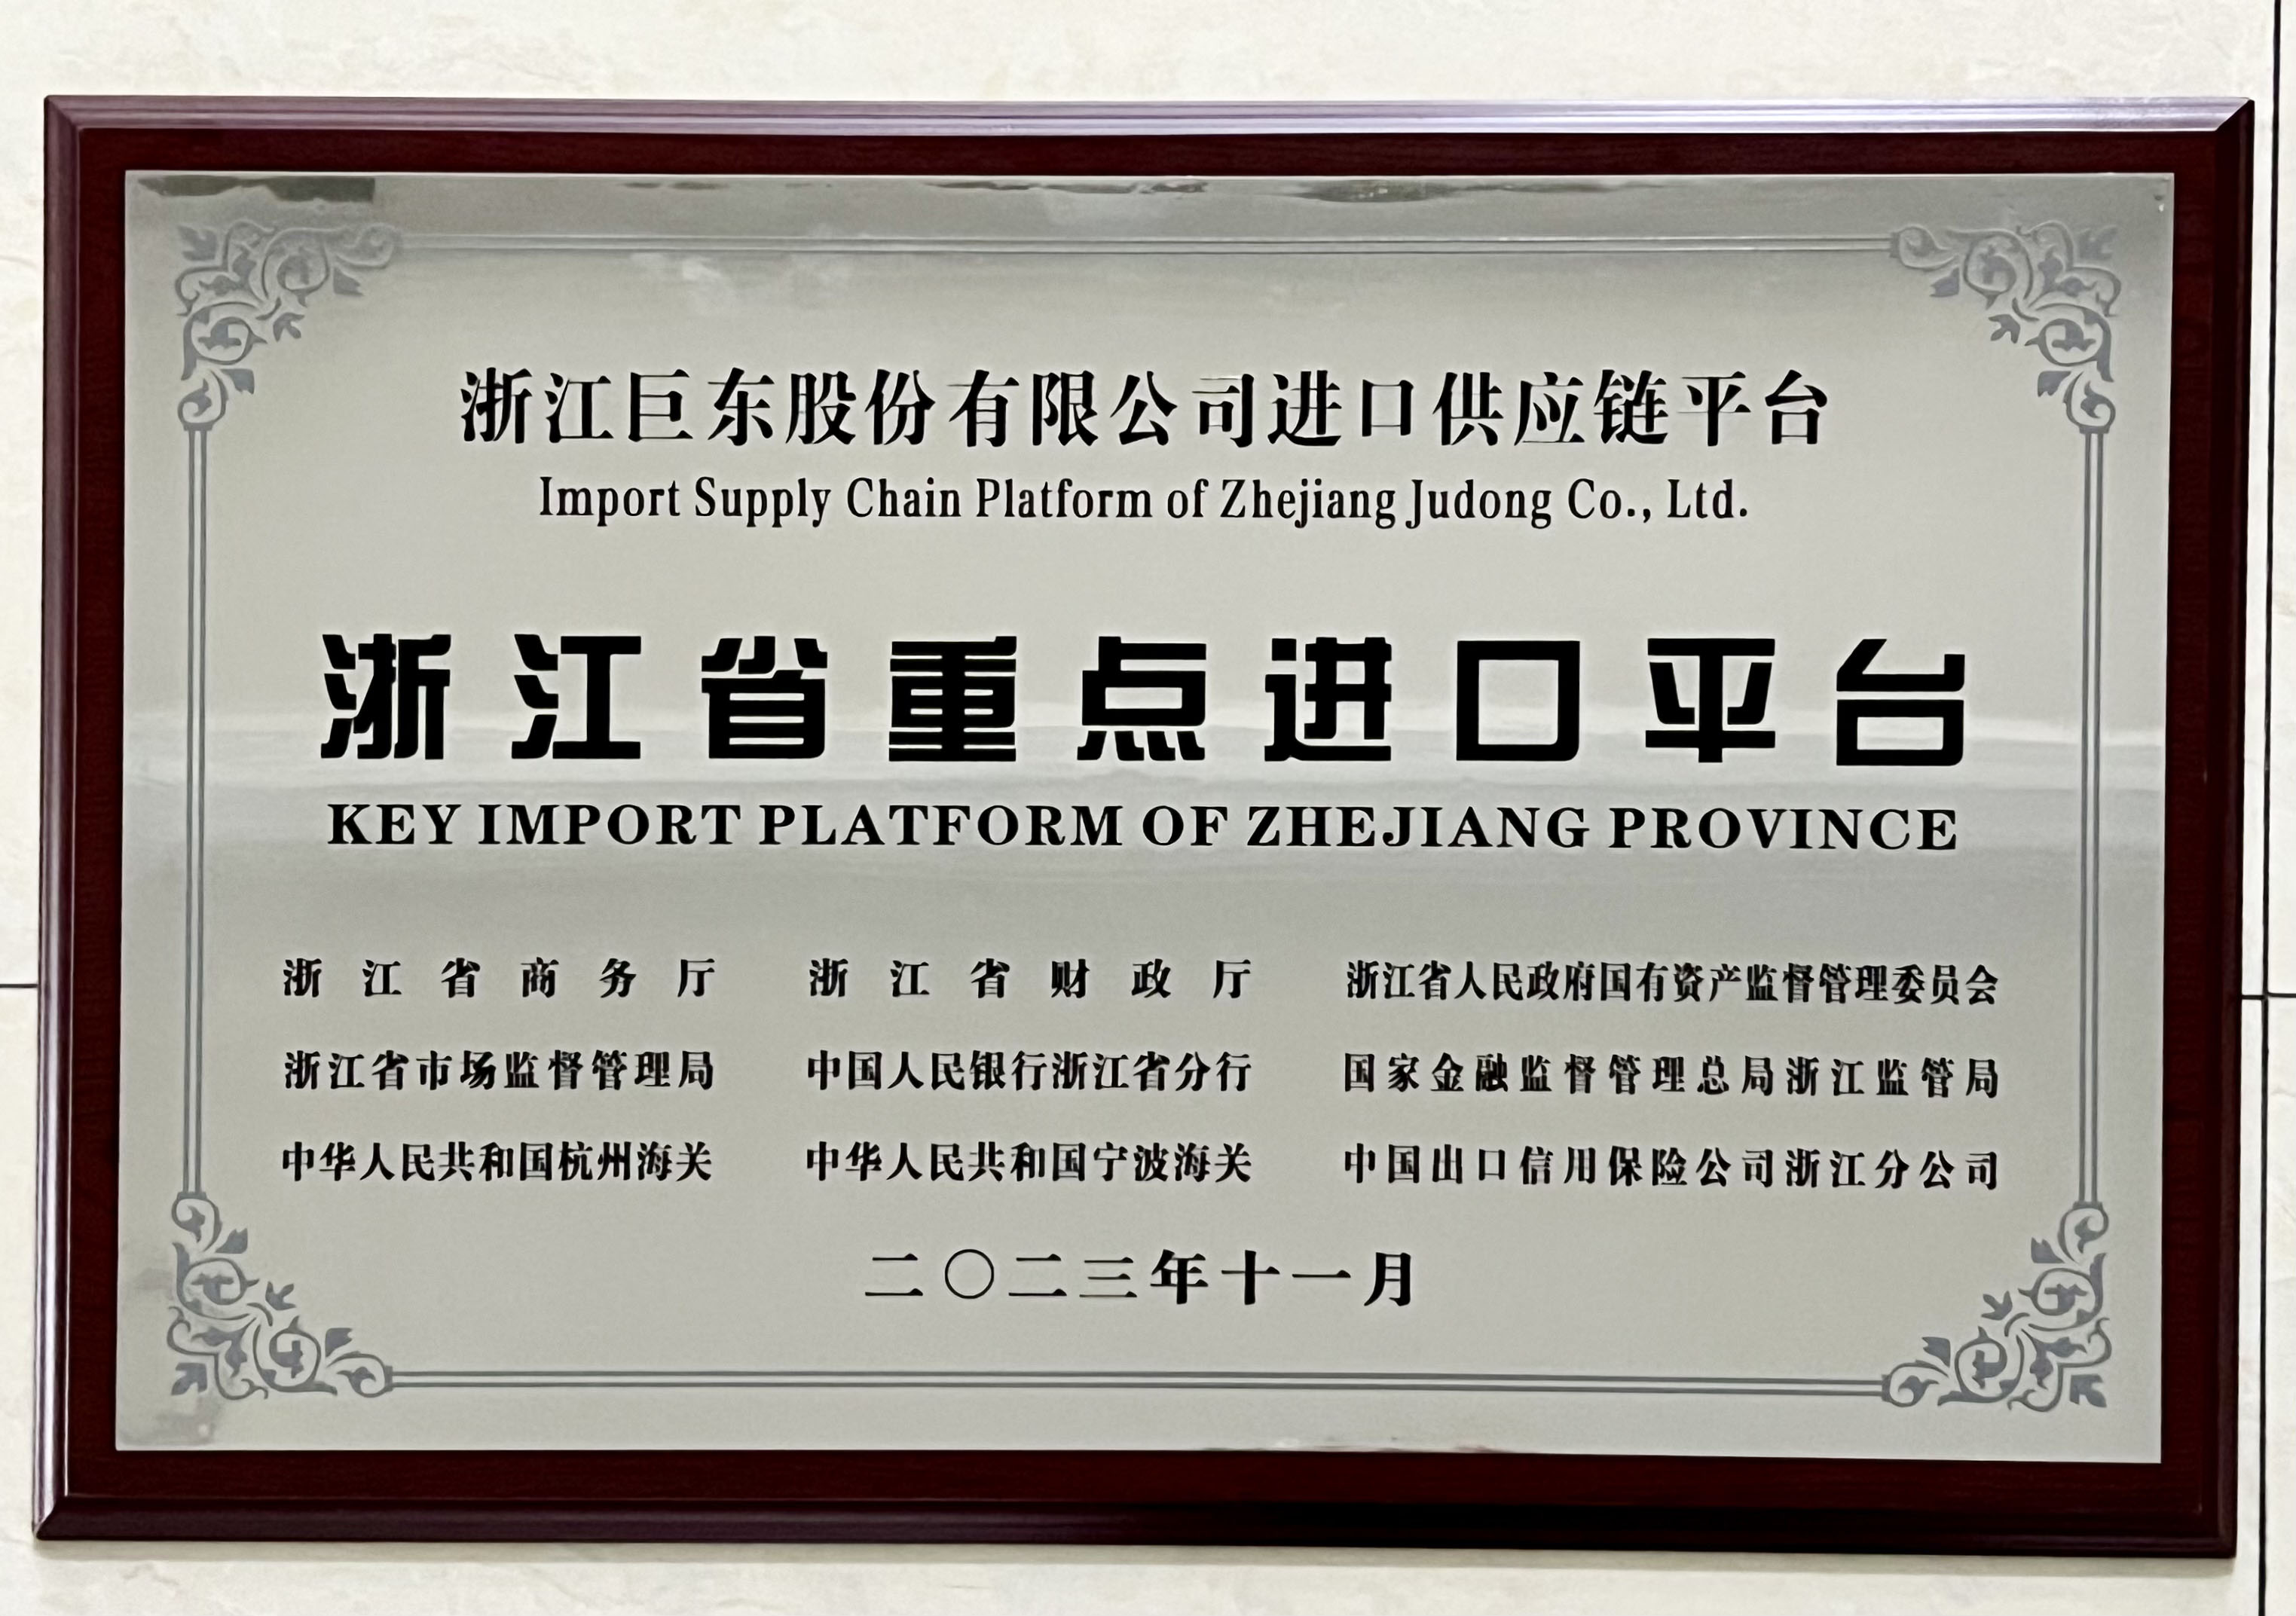 浙江巨东股份有限公司进口供应链平台
Import Supply Chain Platform of Zhejiang Judong Co., Ltd.
浙江省重点进口平台
KEY IMPORT PLATFORM OF ZHEJIANG PROVINCE
浙江省商务厅 浙江省财政厅 浙江省人民政府国有资产监督管理委员会
浙江省市场监督管理局 中国人民银行浙江省分行 国家金融监督管理总局浙江监管局
中华人民共和国杭州海关 中华人民共和国宁波海关 中国出口信用保险公司浙江分公司
二〇二三年十一月